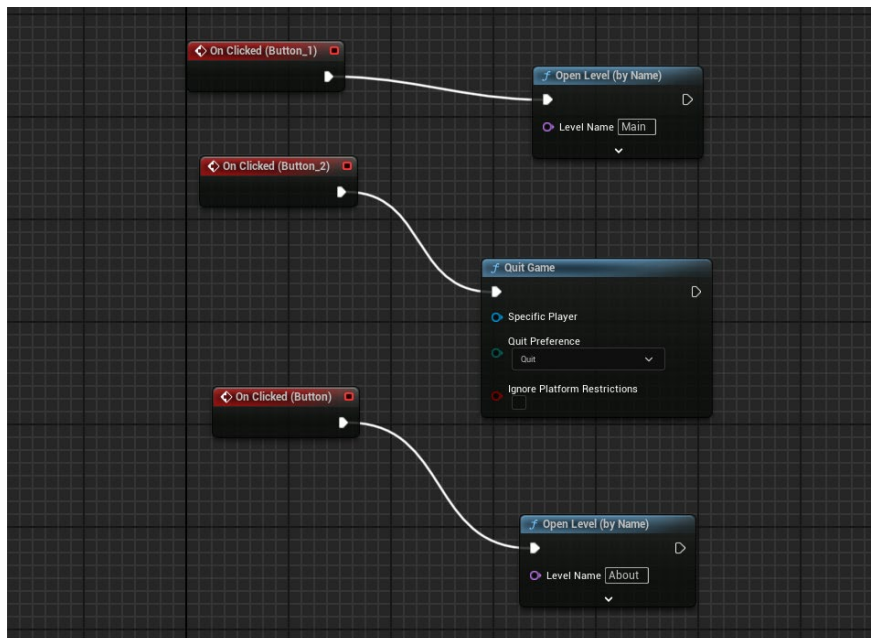 On Clicked (Button_1)
Open Level (by Name)
Level Name Main
On Clicked (Button_2)
Quit Game
Specific Player
Quit Preference
Quit
Ignore Platform Restrictions
On Clicked (Button)
Open Level (by Name)
Level Name About